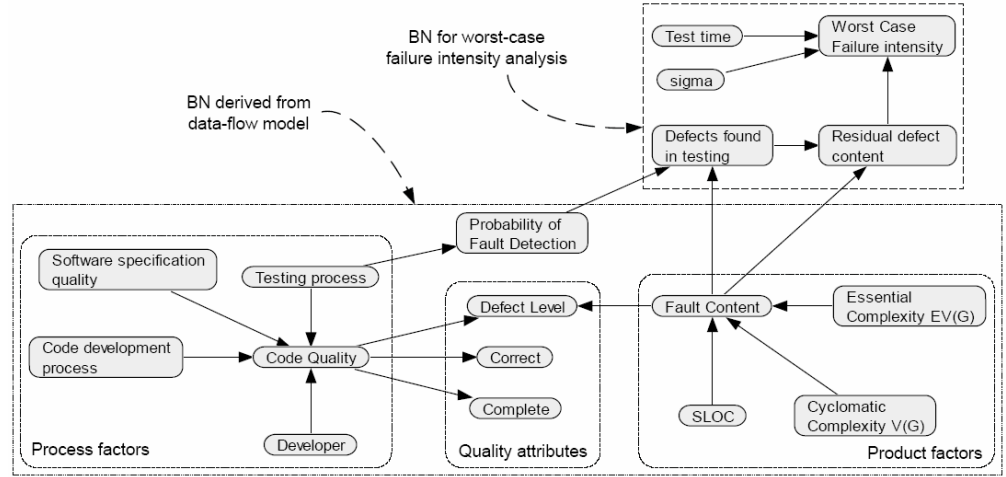 BN for worst-case
failure intensity analysis
Test time
Worst Case
Failure intensity
sigma
BN derived from
data-flow model
Defects found
in testing
Residual defect
content
Probability of
Fault Detection
Software specification
quality
Testing process
Defect Level
Fault Content
Essential
Complexity EV(G)
Code development
process
Code Quality
Correct
Complete
SLOC
Cyclomatic
Complexity V(G)
Developer
Process factors
Quality attributes
Product factors